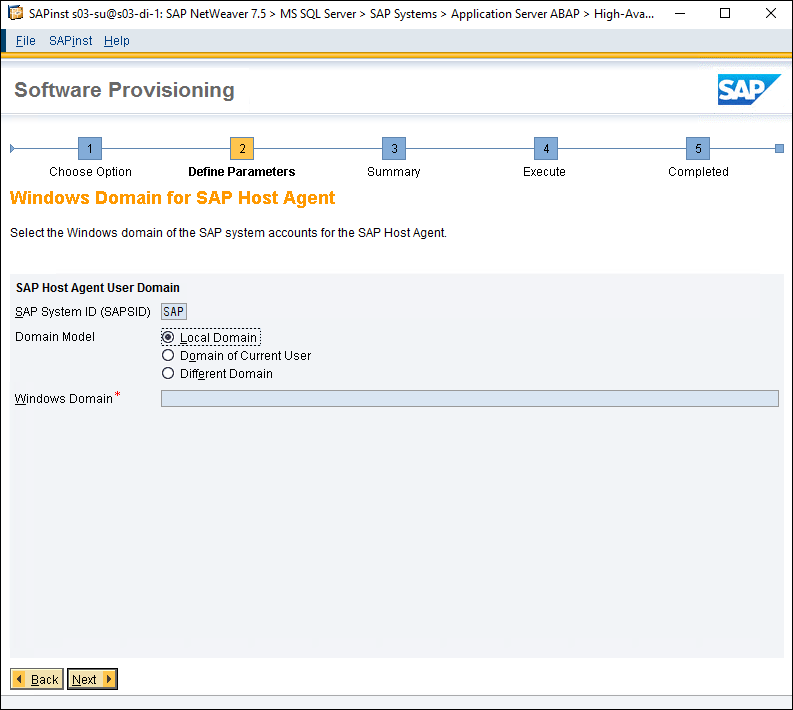 SAPinst s03-su@s03-di-1: SAP NetWeaver 7.5 > MS SQL Server > SAP Systems > Application Server ABAP > High-Ava...
File SAPinst Help
Software Provisioning
SAP
1 2 3 4 5
Choose Option Define Parameters Summary Execute Completed
Windows Domain for SAP Host Agent
Select the Windows domain of the SAP system accounts for the SAP Host Agent.
SAP Host Agent User Domain
SAP System ID (SAPSID) SAP
Domain Model Local Domain
Domain of Current User
Different Domain
Windows Domain*
Back Next